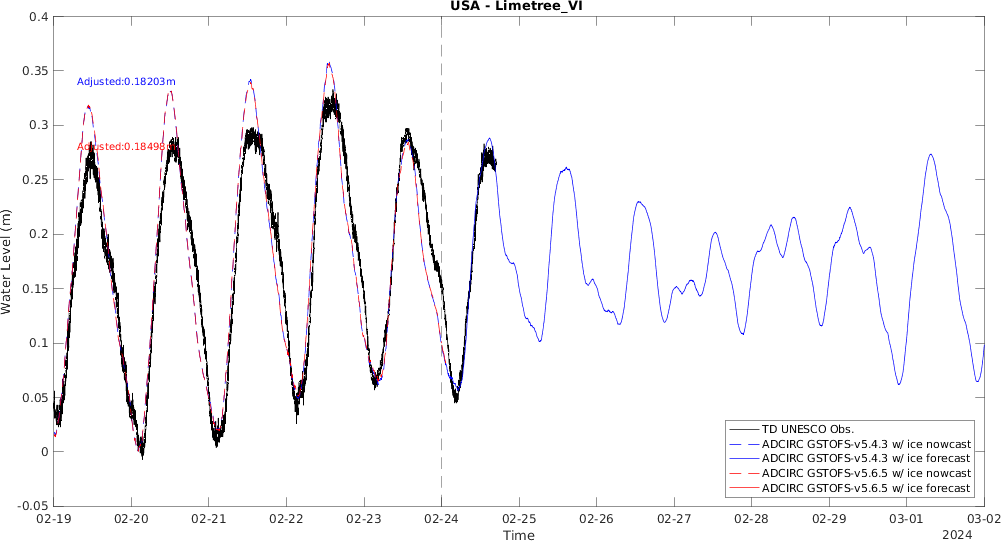 USA - Limetree_VI
0.4
0.35
0.3
0.25
0.2
0.15
0.1
0.05
0
-0.05
Water Level (m)
Adjusted:0.18203m
Adjusted:0.18498m
TD UNESCO Obs.
ADCIRC GSTOFS-v5.4.3 w/ ice nowcast
ADCIRC GSTOFS-v5.4.3 w/ ice forecast
ADCIRC GSTOFS-v5.6.5 w/ ice nowcast
ADCIRC GSTOFS-v5.6.5 w/ ice forecast
02-19 02-20 02-21 02-22 02-23 02-24 02-25 02-26 02-27 02-28 02-29 03-01 03-02
Time
2024